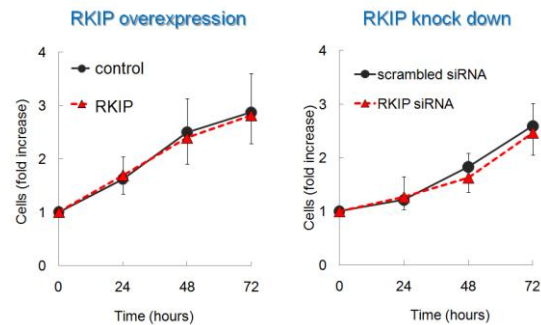 RKIP overexpression
4
3
2
1
0
Cells (fold increase)
control
RKIP
0
24
48
72
Time (hours)
RKIP knock down
4
3
2
1
0
Cells (fold increase)
scrambled siRNA
RKIP siRNA
0
24
48
72
Time (hours)